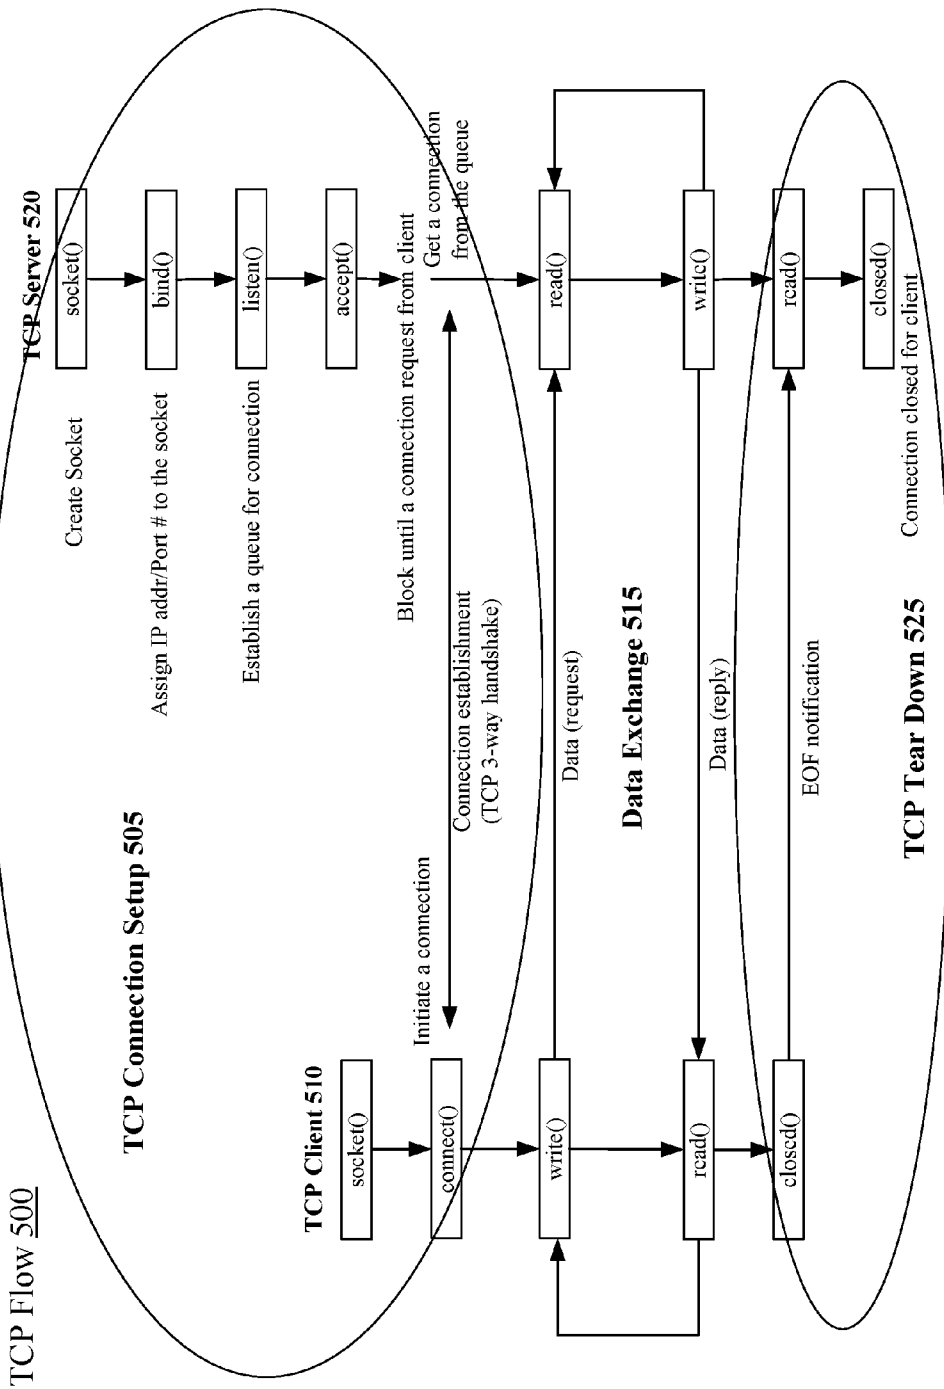 TCP Flow 500
TCP Connection Setup 505
TCP Server 520
socket()
Create Socket
bind()
Assign IP addr/Port # to the socket
listen()
Establish a queue for connection
accept()
Block until a connection request from client
Get a connection
from the queue
TCP Client 510
socket()
connect()
Initiate a connection
Connection establishment
(TCP 3-way handshake)
write()
Data (request)
read()
Data Exchange 515
read()
Data (reply)
write()
closed()
EOF notification
read()
closed()
Connection closed for client
TCP Tear Down 525